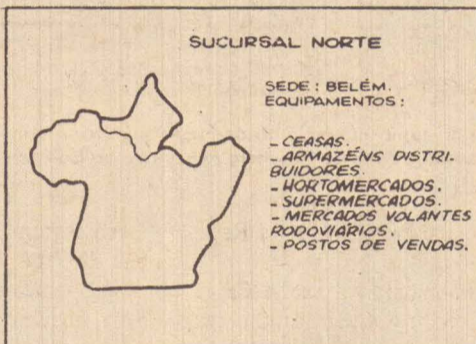 SUCURSAL NORTE
SEDE: BELÉM.
EQUIPAMENTOS:
- CEASAS.
- ARMAZÉNS DISTRI-
BUIDORES.
- HORTOMERCADOS.
- SUPERMERCADOS.
- MERCADOS VOLANTES
RODOVIÁRIOS.
- POSTOS DE VENDAS.